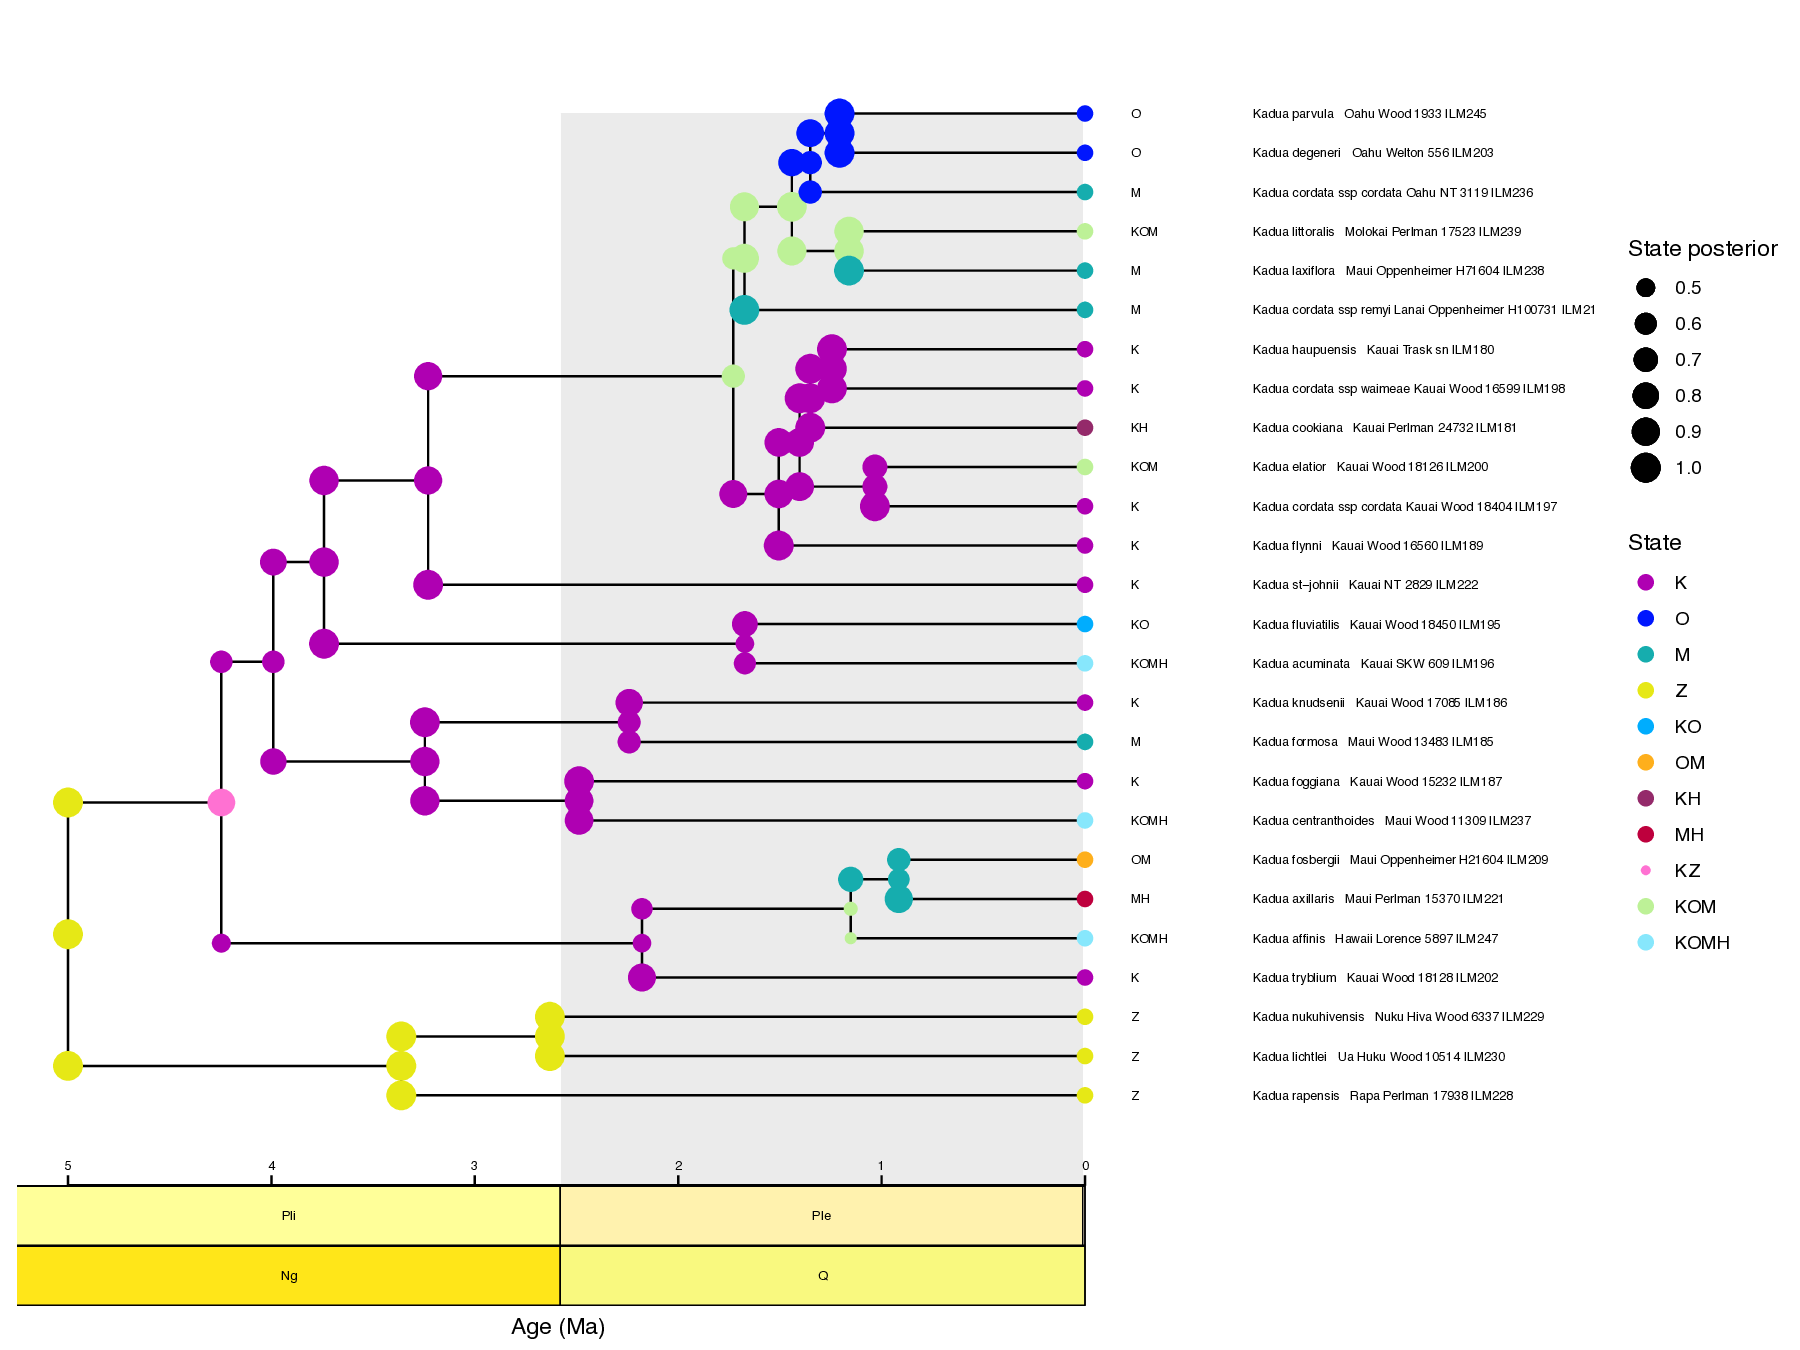 O Kadua parvula Oahu Wood 1933 ILM245
O Kadua degeneri Oahu Welton 556 ILM203
M Kadua cordata ssp cordata Oahu NT 3119 ILM236
KOM Kadua littoralis Molokai Perlman 17523 ILM239
M Kadua laxiflora Maui Oppenheimer H71604 ILM238
M Kadua cordata ssp remyi Lanai Oppenheimer H100731 ILM21
K Kadua haupuensis Kauai Trask sn ILM180
K Kadua cordata ssp waimeae Kauai Wood 16599 ILM198
KH Kadua cookiana Kauai Perlman 24732 ILM181
KOM Kadua elatior Kauai Wood 18126 ILM200
K Kadua cordata ssp cordata Kauai Wood 18404 ILM197
K Kadua flynni Kauai Wood 16560 ILM189
K Kadua st–johnii Kauai NT 2829 ILM222
KO Kadua fluviatilis Kauai Wood 18450 ILM195
KOMH Kadua acuminata Kauai SKW 609 ILM196
K Kadua knudsenii Kauai Wood 17085 ILM186
M Kadua formosa Maui Wood 13483 ILM185
K Kadua foggiana Kauai Wood 15232 ILM187
KOMH Kadua centranthoides Maui Wood 11309 ILM237
OM Kadua fosbergii Maui Oppenheimer H21604 ILM209
MH Kadua axillaris Maui Perlman 15370 ILM221
KOMH Kadua affinis Hawaii Lorence 5897 ILM247
K Kadua tryblium Kauai Wood 18128 ILM202
Z Kadua nukuhivensis Nuku Hiva Wood 6337 ILM229
Z Kadua lichtlei Ua Huku Wood 10514 ILM230
Z Kadua rapensis Rapa Perlman 17938 ILM228
State posterior
0.5
0.6
0.7
0.8
0.9
1.0
State
K
O
M
Z
KO
OM
KH
MH
KZ
KOM
KOMH
5 4 3 2 1 0
Pli Ple
Ng Q
Age (Ma)